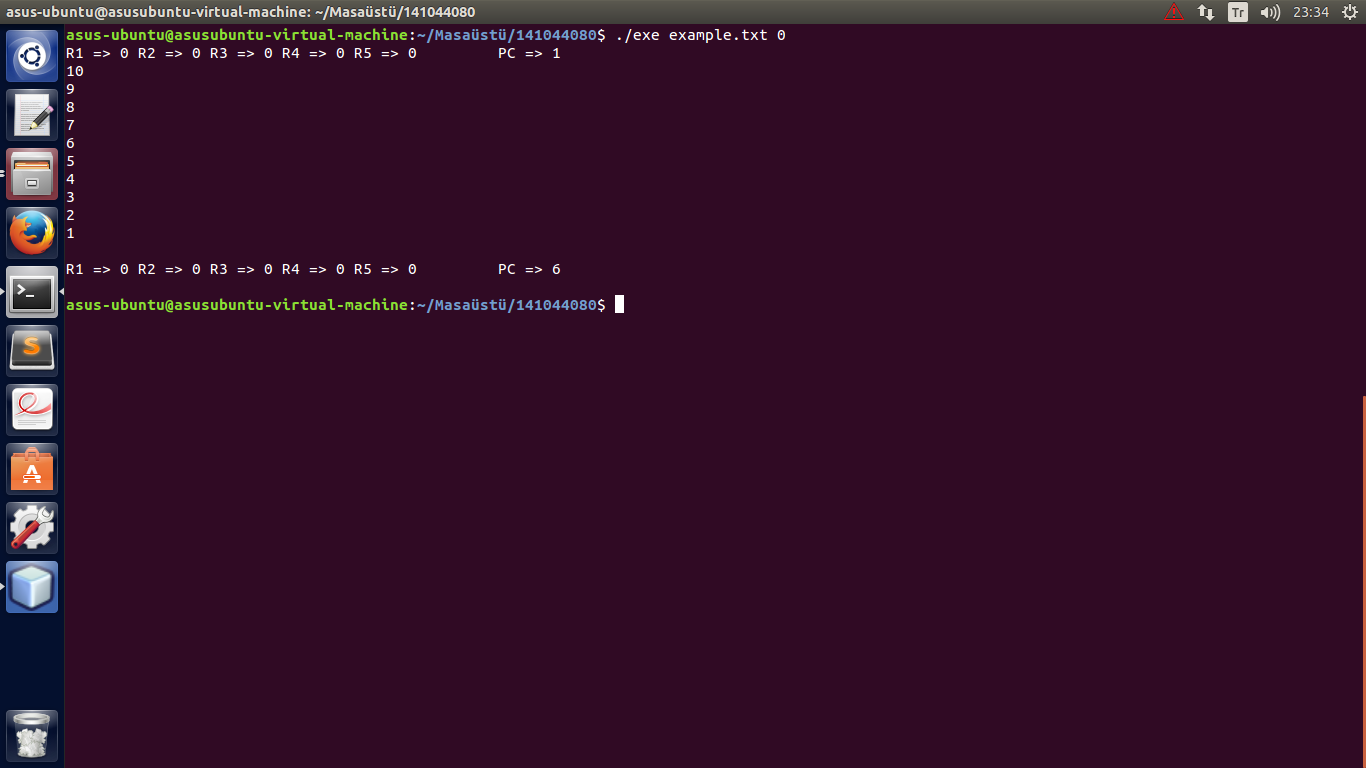 asus-ubuntu@asusubuntu-virtual-machine: ~/Masaüstü/141044080
Tr
23:34
asus-ubuntu@asusubuntu-virtual-machine:~/Masaüstü/141044080$ ./exe example.txt 0
R1 => 0 R2 => 0 R3 => 0 R4 => 0 R5 => 0         PC => 1
10
9
8
7
6
5
4
3
2
1
R1 => 0 R2 => 0 R3 => 0 R4 => 0 R5 => 0         PC => 6
asus-ubuntu@asusubuntu-virtual-machine:~/Masaüstü/141044080$